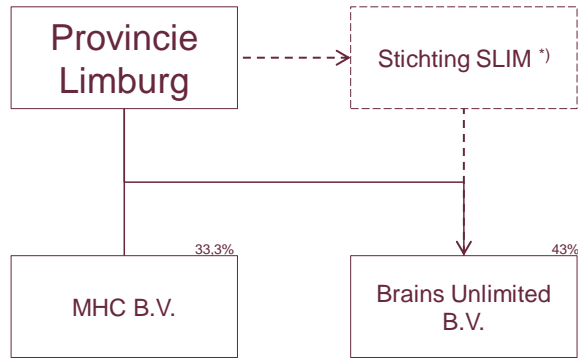 Provincie
Limburg
Stichting SLIM *)
33,3%
43%
MHC B.V.
Brains Unlimited
B.V.